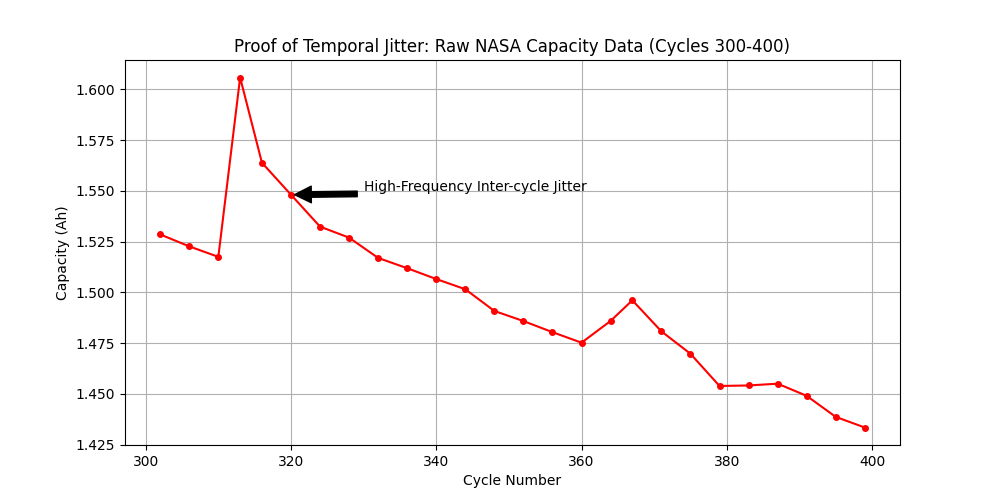 Proof of Temporal Jitter: Raw NASA Capacity Data (Cycles 300-400)
1.600
1.575
1.550
1.525
1.500
1.475
1.450
1.425
Capacity (Ah)
High-Frequency Inter-cycle Jitter
300 320 340 360 380 400
Cycle Number